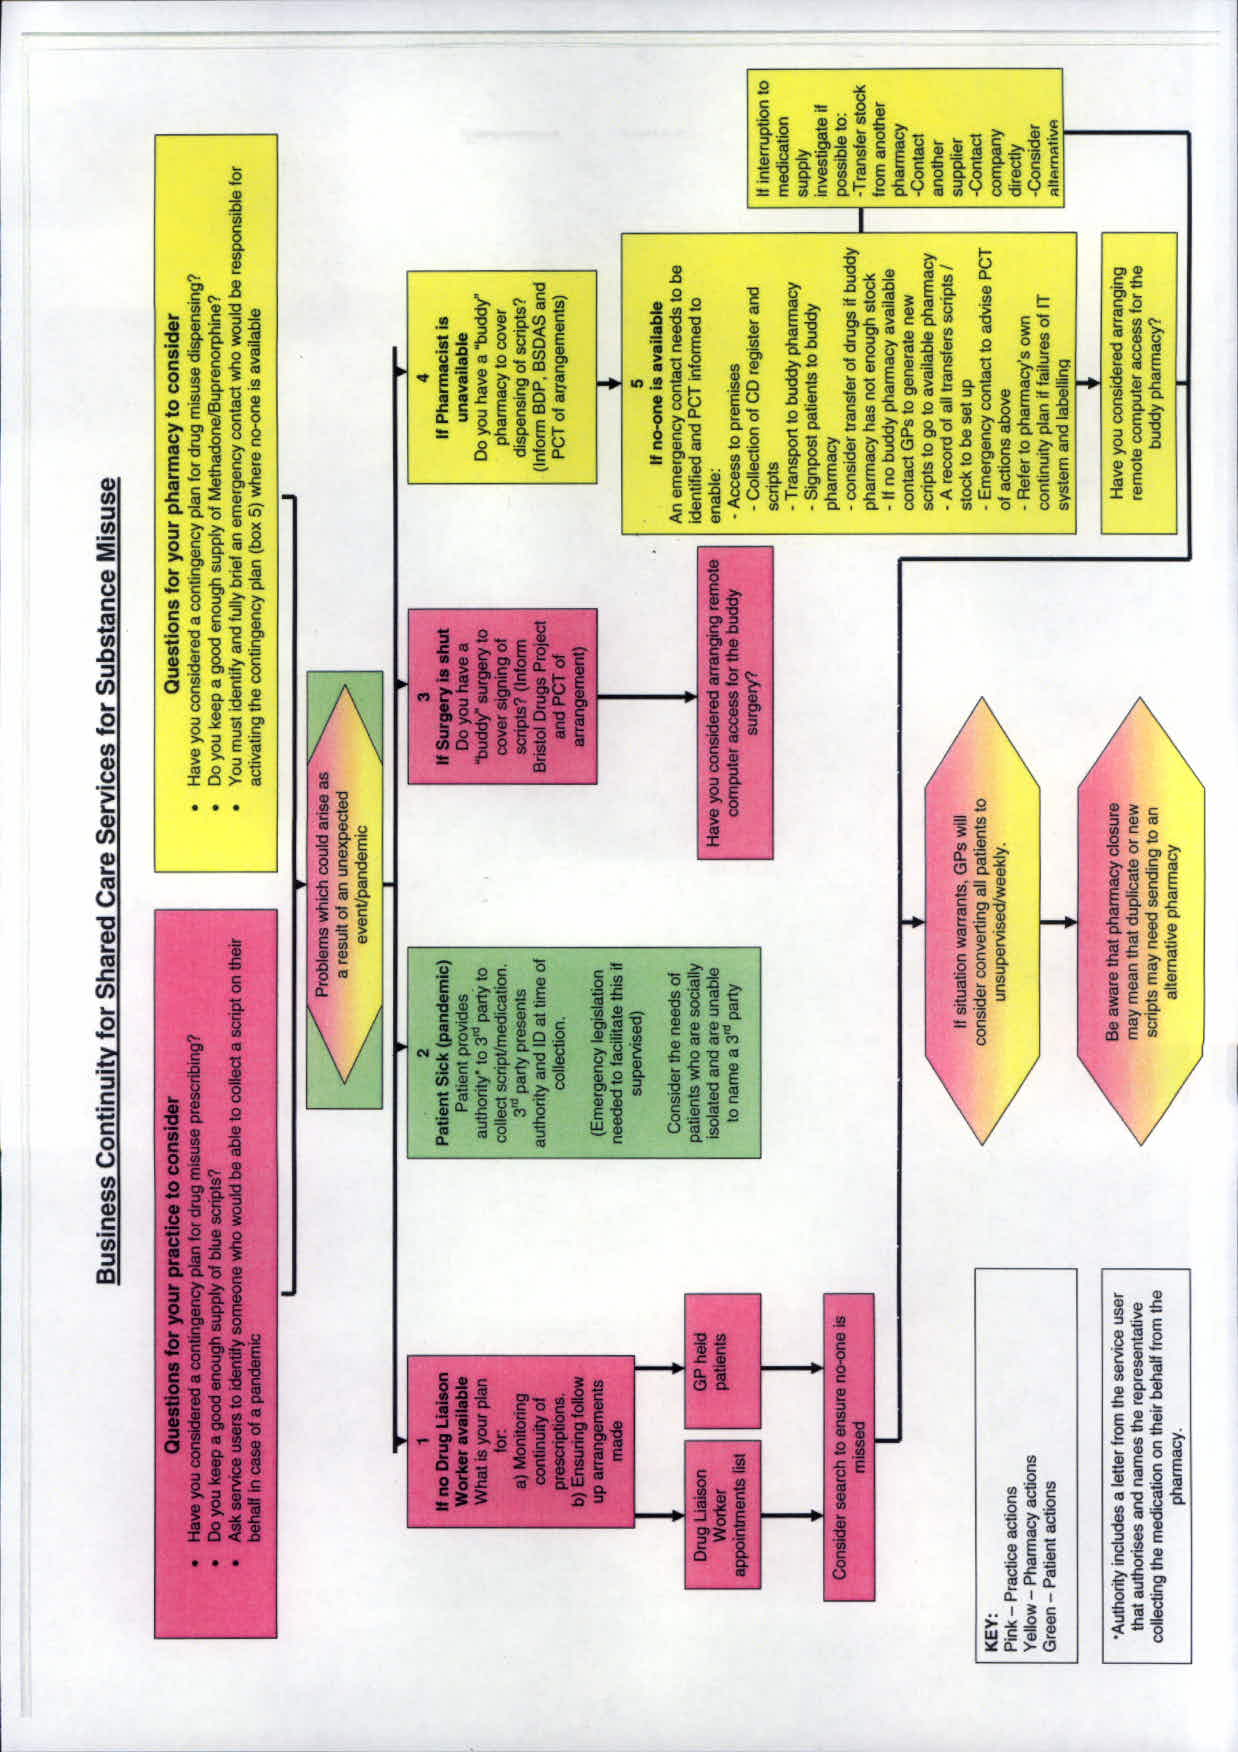 Business Continuity for Shared Care Services for Substance Misuse
Questions for your practice to consider
• Have you considered a contingency plan for drug misuse prescribing?
• Do you keep a good enough supply of blue scripts?
• Ask service users to identify someone who would be able to collect a script on their
behalf in case of a pandemic
Questions for your pharmacy to consider
• Have you considered a contingency plan for drug misuse dispensing?
• Do you keep a good enough supply of Methadone/Buprenorphine?
• You must identify and fully brief an emergency contact who would be responsible for
activating the contingency plan (box 5) where no-one is available
Problems which could arise as
a result of an unexpected
event/pandemic
1
If no Drug Liaison
Worker available
What is your plan
for:
a) Monitoring
continuity of
prescriptions.
b) Ensuring follow
up arrangements
made
Drug Liaison
Worker
appointments list
GP held
patients
Consider search to ensure no-one is
missed
2
Patient Sick (pandemic)
Patient provides
authority* to 3rd party to
collect script/medication.
3rd party presents
authority and ID at time of
collection.
(Emergency legislation
needed to facilitate this if
supervised)
Consider the needs of
patients who are socially
isolated and are unable
to name a 3rd party
3
If Surgery is shut
Do you have a
"buddy" surgery to
cover signing of
scripts? (Inform
Bristol Drugs Project
and PCT of
arrangement)
Have you considered arranging remote
computer access for the buddy
surgery?
4
If Pharmacist is
unavailable
Do you have a "buddy"
pharmacy to cover
dispensing of scripts?
(Inform BDP, BSDAS and
PCT of arrangements)
5
If no-one is available
An emergency contact needs to be
identified and PCT informed to
enable:
- Access to premises
- Collection of CD register and
scripts
- Transport to buddy pharmacy
- Signpost patients to buddy
pharmacy
- consider transfer of drugs if buddy
pharmacy has not enough stock
- If no buddy pharmacy available
contact GPs to generate new
scripts to go to available pharmacy
- A record of all transfers scripts /
stock to be set up
- Emergency contact to advise PCT
of actions above
- Refer to pharmacy's own
continuity plan if failures of IT
system and labelling
If interruption to
medication
supply
investigate if
possible to:
-Transfer stock
from another
pharmacy
-Contact
another
supplier
-Contact
company
directly
-Consider
alternative
Have you considered arranging
remote computer access for the
buddy pharmacy?
If situation warrants, GPs will
consider converting all patients to
unsupervised/weekly.
Be aware that pharmacy closure
may mean that duplicate or new
scripts may need sending to an
alternative pharmacy
KEY:
Pink – Practice actions
Yellow – Pharmacy actions
Green – Patient actions
*Authority includes a letter from the service user
that authorises and names the representative
collecting the medication on their behalf from the
pharmacy.